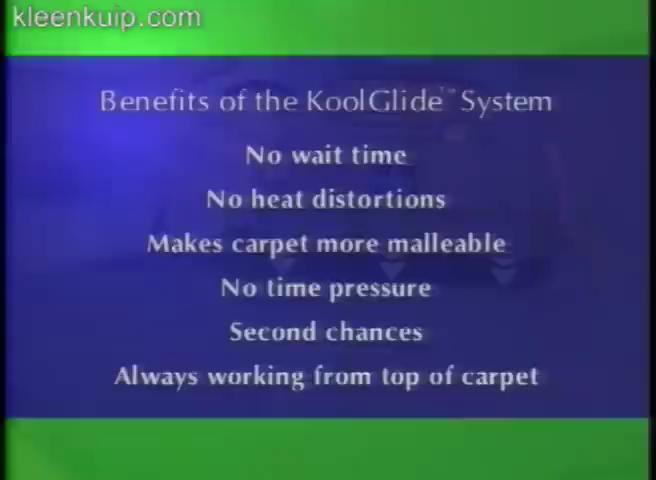 kleenkuip.com
Benefits of the KoolGlide™ System
No wait time
No heat distortions
Makes carpet more malleable
No time pressure
Second chances
Always working from top of carpet